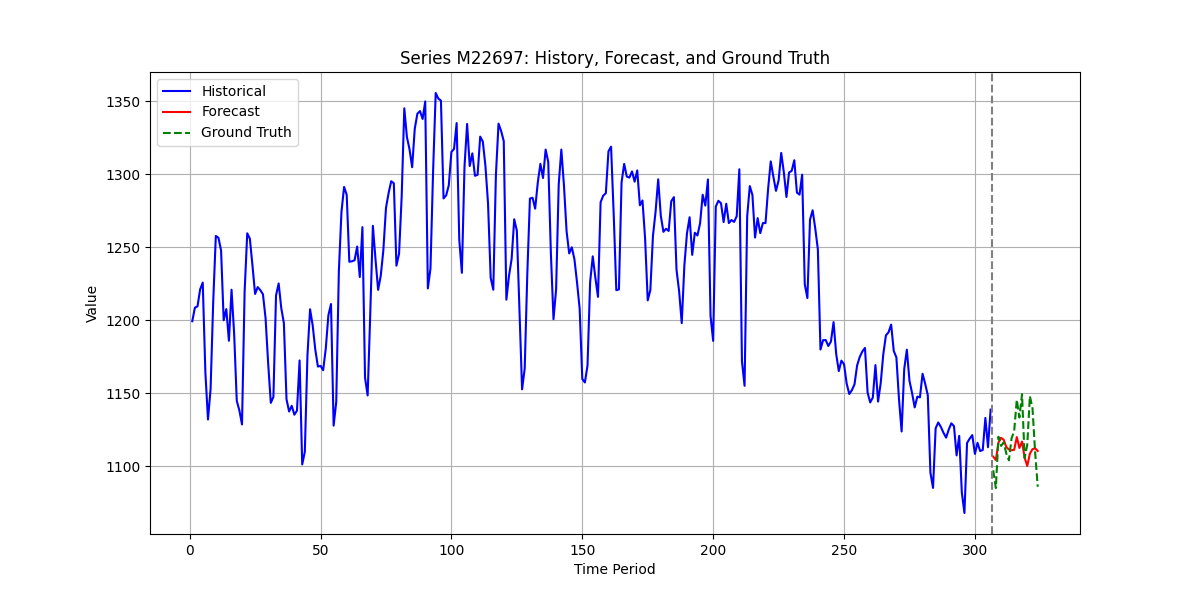 Series M22697: History, Forecast, and Ground Truth
Historical
Forecast
Ground Truth
1350
1300
1250
1200
1150
1100
Value
0 50 100 150 200 250 300
Time Period